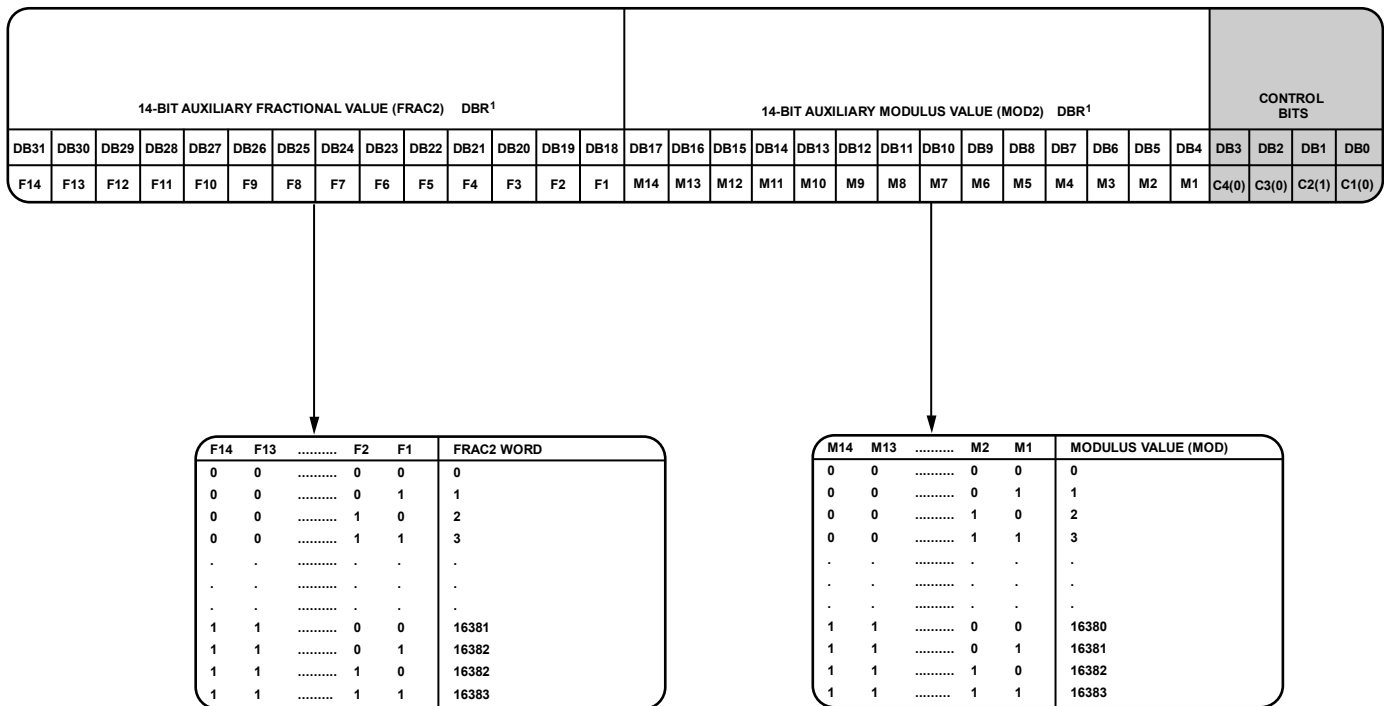 14-BIT AUXILIARY FRACTIONAL VALUE (FRAC2) DBR1
14-BIT AUXILIARY MODULUS VALUE (MOD2) DBR1
CONTROL
BITS
DB31 DB30 DB29 DB28 DB27 DB26 DB25 DB24 DB23 DB22 DB21 DB20 DB19 DB18 DB17 DB16 DB15 DB14 DB13 DB12 DB11 DB10 DB9 DB8 DB7 DB6 DB5 DB4 DB3 DB2 DB1 DB0
F14 F13 F12 F11 F10 F9 F8 F7 F6 F5 F4 F3 F2 F1 M14 M13 M12 M11 M10 M9 M8 M7 M6 M5 M4 M3 M2 M1 C4(0) C3(0) C2(1) C1(0)
F14 F13 .......... F2 F1 FRAC2 WORD
0 0 .......... 0 0 0
0 0 .......... 0 1 1
0 0 .......... 1 0 2
0 0 .......... 1 1 3
. . .......... . . .
. . .......... . . .
. . .......... . . .
1 1 .......... 0 0 16381
1 1 .......... 0 1 16382
1 1 .......... 1 0 16382
1 1 ......... 1 1 16383
M14 M13 .......... M2 M1 MODULUS VALUE (MOD)
0 0 .......... 0 0 0
0 0 .......... 0 1 1
0 0 .......... 1 0 2
0 0 .......... 1 1 3
. . .......... . . .
. . .......... . . .
. . .......... . . .
1 1 .......... 0 0 16380
1 1 .......... 0 1 16381
1 1 .......... 1 0 16382
1 1 ......... 1 1 16383